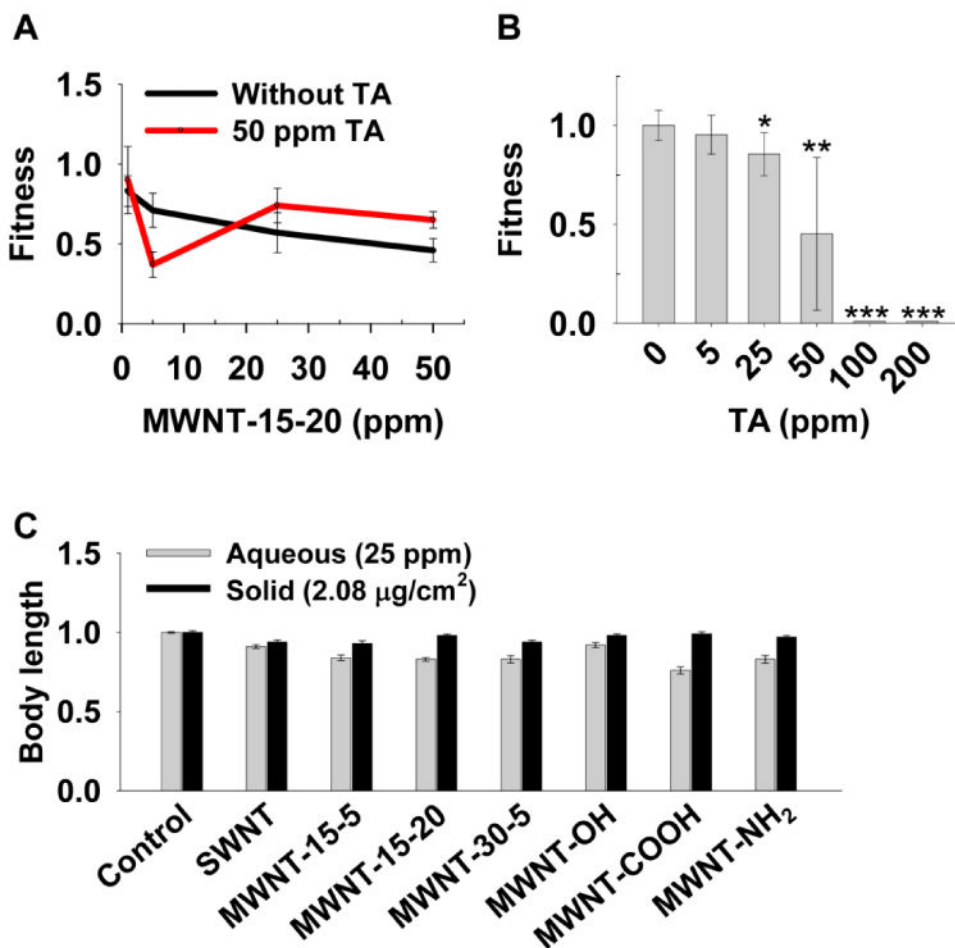 A
1.5
1.0
0.5
0.0
Fitness
Without TA
50 ppm TA
0 10 20 30 40 50
MWNT-15-20 (ppm)
B
1.0
0.5
0.0
Fitness
*
**
***
***
0 5 25 50 100 200
TA (ppm)
C
1.5
1.0
0.5
0.0
Body length
Aqueous (25 ppm)
Solid (2.08 μg/cm²)
Control
SWNT
MWNT-15-5
MWNT-15-20
MWNT-30-5
MWNT-OH
MWNT-COOH
MWNT-NH₂